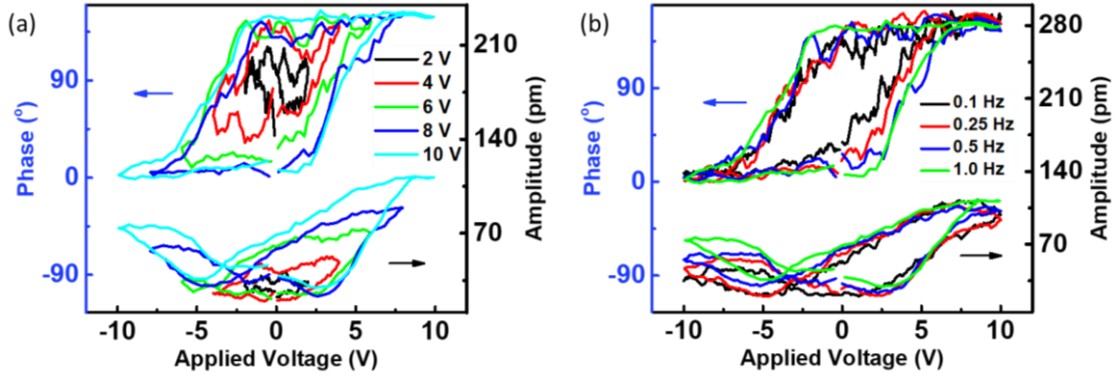 (a)
Phase (°)
90
0
-90
210
140
70
Amplitude (pm)
2 V
4 V
6 V
8 V
10 V
-10 -5 0 5 10
Applied Voltage (V)
(b)
Phase (°)
90
0
-90
280
210
140
70
Amplitude (pm)
0.1 Hz
0.25 Hz
0.5 Hz
1.0 Hz
-10 -5 0 5 10
Applied Voltage (V)